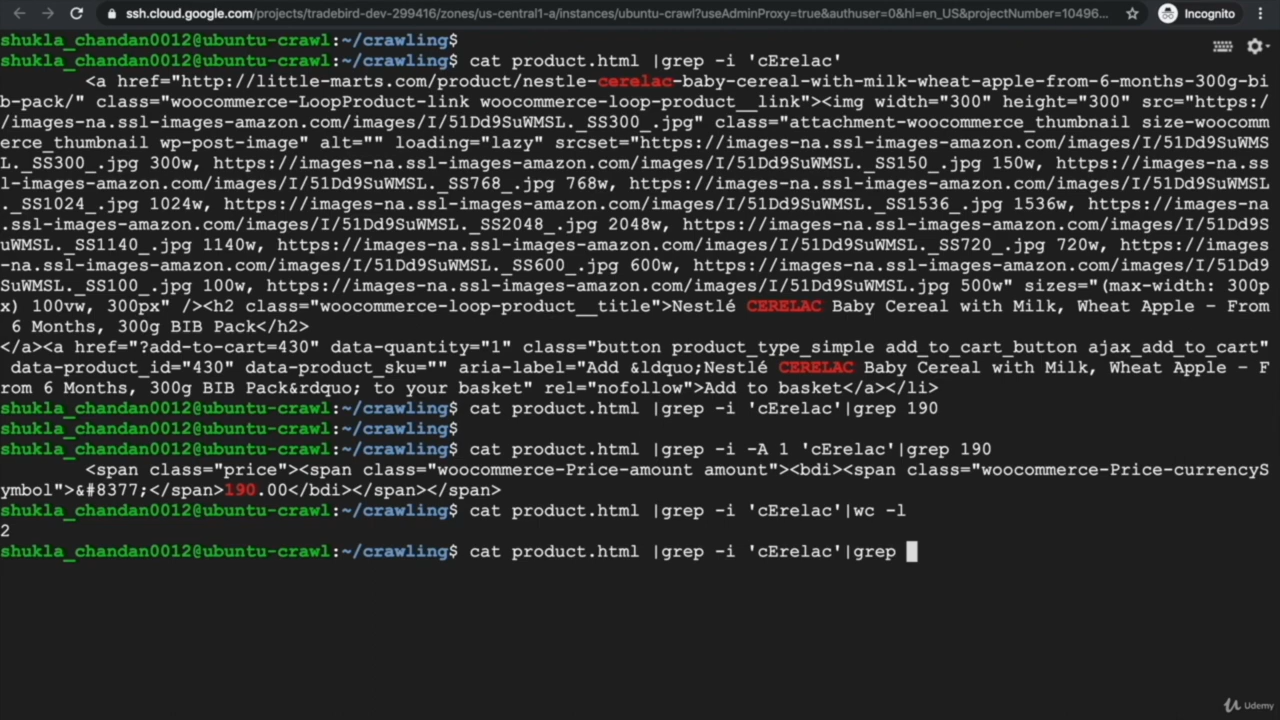 ssh.cloud.google.com/projects/tradebird-dev-299416/zones/us-central1-a/instances/ubuntu-crawl?useAdminProxy=true&authuser=0&hl=en_US&projectNumber=10496... Incognito
shukla_chandan0012@ubuntu-crawl:~/crawling$
shukla_chandan0012@ubuntu-crawl:~/crawling$ cat product.html |grep -i 'cErelac'
<a href="http://little-marts.com/product/nestle-cerelac-baby-cereal-with-milk-wheat-apple-from-6-months-300g-bi
b-pack/" class="woocommerce-LoopProduct-link woocommerce-loop-product__link"><img width="300" height="300" src="https:/
/images-na.ssl-images-amazon.com/images/I/51Dd9SuWMSL._SS300_.jpg" class="attachment-woocommerce_thumbnail size-woocomm
erce_thumbnail wp-post-image" alt="" loading="lazy" srcset="https://images-na.ssl-images-amazon.com/images/I/51Dd9SuWMS
L._SS300_.jpg 300w, https://images-na.ssl-images-amazon.com/images/I/51Dd9SuWMSL._SS150_.jpg 150w, https://images-na.ss
l-images-amazon.com/images/I/51Dd9SuWMSL._SS768_.jpg 768w, https://images-na.ssl-images-amazon.com/images/I/51Dd9SuWMSL
._SS1024_.jpg 1024w, https://images-na.ssl-images-amazon.com/images/I/51Dd9SuWMSL._SS1536_.jpg 1536w, https://images-na
.ssl-images-amazon.com/images/I/51Dd9SuWMSL._SS2048_.jpg 2048w, https://images-na.ssl-images-amazon.com/images/I/51Dd9S
uWMSL._SS1140_.jpg 1140w, https://images-na.ssl-images-amazon.com/images/I/51Dd9SuWMSL._SS720_.jpg 720w, https://images
-na.ssl-images-amazon.com/images/I/51Dd9SuWMSL._SS600_.jpg 600w, https://images-na.ssl-images-amazon.com/images/I/51Dd9
SuWMSL._SS100_.jpg 100w, https://images-na.ssl-images-amazon.com/images/I/51Dd9SuWMSL.jpg 500w" sizes="(max-width: 300p
x) 100vw, 300px" /><h2 class="woocommerce-loop-product__title">Nestlé CERELAC Baby Cereal with Milk, Wheat Apple – From
6 Months, 300g BIB Pack</h2>
</a><a href="?add-to-cart=430" data-quantity="1" class="button product_type_simple add_to_cart_button ajax_add_to_cart"
data-product_id="430" data-product_sku="" aria-label="Add &ldquo;Nestlé CERELAC Baby Cereal with Milk, Wheat Apple - F
rom 6 Months, 300g BIB Pack&rdquo; to your basket" rel="nofollow">Add to basket</a></li>
shukla_chandan0012@ubuntu-crawl:~/crawling$ cat product.html |grep -i 'cErelac'|grep 190
shukla_chandan0012@ubuntu-crawl:~/crawling$
shukla_chandan0012@ubuntu-crawl:~/crawling$ cat product.html |grep -i -A 1 'cErelac'|grep 190
<span class="price"><span class="woocommerce-Price-amount amount"><bdi><span class="woocommerce-Price-currencyS
ymbol">&#8377;</span>190.00</bdi></span></span>
shukla_chandan0012@ubuntu-crawl:~/crawling$ cat product.html |grep -i 'cErelac'|wc -l
2
shukla_chandan0012@ubuntu-crawl:~/crawling$ cat product.html |grep -i 'cErelac'|grep
Udemy